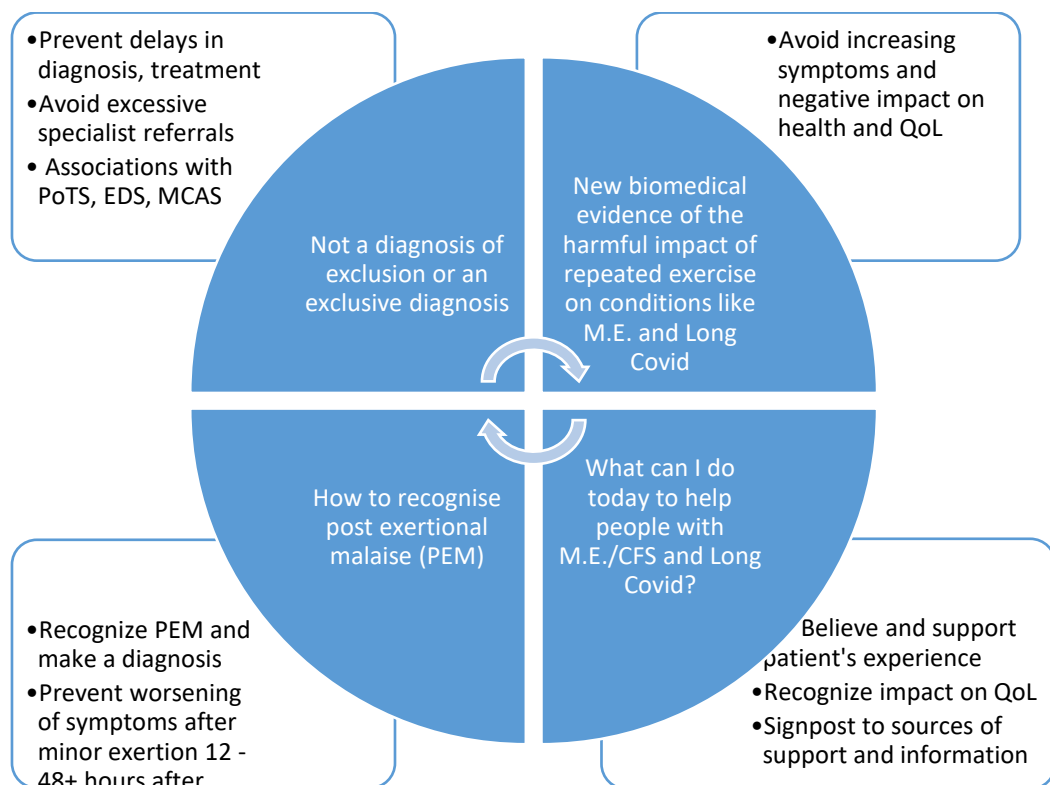 •Prevent delays in
diagnosis, treatment
•Avoid excessive
specialist referrals
• Associations with
PoTS, EDS, MCAS
Not a diagnosis of
exclusion or an
exclusive diagnosis
•Avoid increasing
symptoms and
negative impact on
health and QoL
New biomedical
evidence of the
harmful impact of
repeated exercise
on conditions like
M.E. and Long
Covid
How to recognise
post exertional
malaise (PEM)
•Recognize PEM and
make a diagnosis
•Prevent worsening
of symptoms after
minor exertion 12 -
48+ hours after
What can I do
today to help
people with
M.E./CFS and Long
Covid?
Believe and support
patient's experience
•Recognize impact on QoL
•Signpost to sources of
support and information